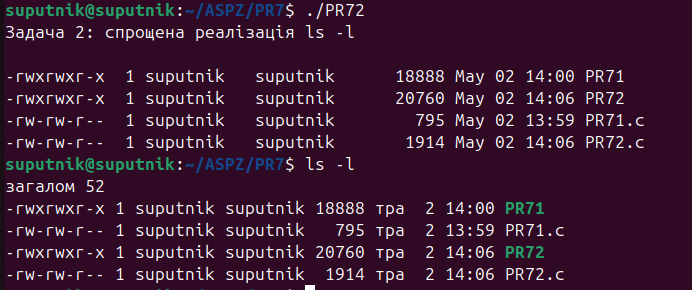 suputnik@suputnik:~/ASPZ/PR7$ ./PR72
Задача 2: спрощена реалізація ls -l
-rwxrwxr-x  1 suputnik   suputnik      18888 May 02 14:00 PR71
-rwxrwxr-x  1 suputnik   suputnik      20760 May 02 14:06 PR72
-rw-rw-r--  1 suputnik   suputnik        795 May 02 13:59 PR71.c
-rw-rw-r--  1 suputnik   suputnik       1914 May 02 14:06 PR72.c
suputnik@suputnik:~/ASPZ/PR7$ ls -l
загалом 52
-rwxrwxr-x 1 suputnik suputnik 18888 тра  2 14:00 PR71
-rw-rw-r-- 1 suputnik suputnik   795 тра  2 13:59 PR71.c
-rwxrwxr-x 1 suputnik suputnik 20760 тра  2 14:06 PR72
-rw-rw-r-- 1 suputnik suputnik  1914 тра  2 14:06 PR72.c